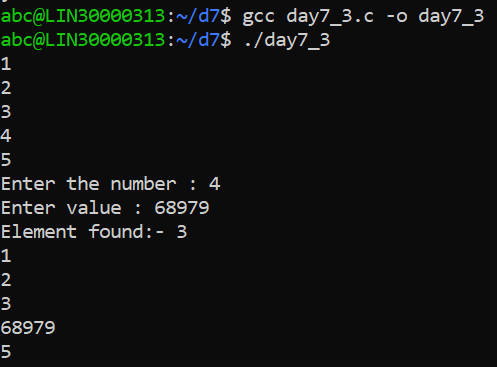 abc@LIN30000313:~/d7$ gcc day7_3.c -o day7_3
abc@LIN30000313:~/d7$ ./day7_3
1
2
3
4
5
Enter the number : 4
Enter value : 68979
Element found:- 3
1
2
3
68979
5